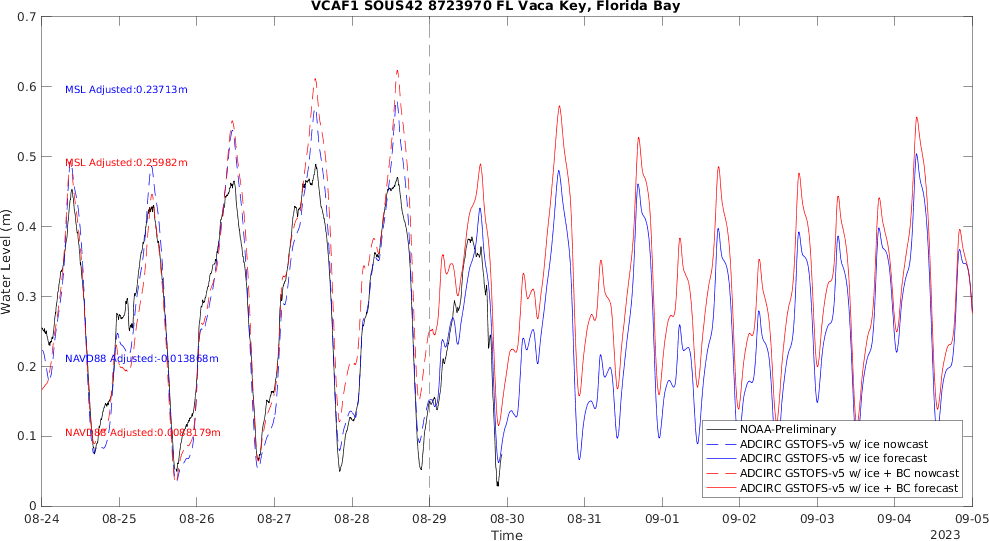 VCAF1 SOUS42 8723970 FL Vaca Key, Florida Bay
Water Level (m)
0.7
0.6
0.5
0.4
0.3
0.2
0.1
0
MSL Adjusted:0.23713m
MSL Adjusted:0.25982m
NAVD88 Adjusted:-0.013868m
NAVD88 Adjusted:0.0088179m
NOAA-Preliminary
ADCIRC GSTOFS-v5 w/ ice nowcast
ADCIRC GSTOFS-v5 w/ ice forecast
ADCIRC GSTOFS-v5 w/ ice + BC nowcast
ADCIRC GSTOFS-v5 w/ ice + BC forecast
08-24 08-25 08-26 08-27 08-28 08-29 08-30 08-31 09-01 09-02 09-03 09-04 09-05
Time
2023